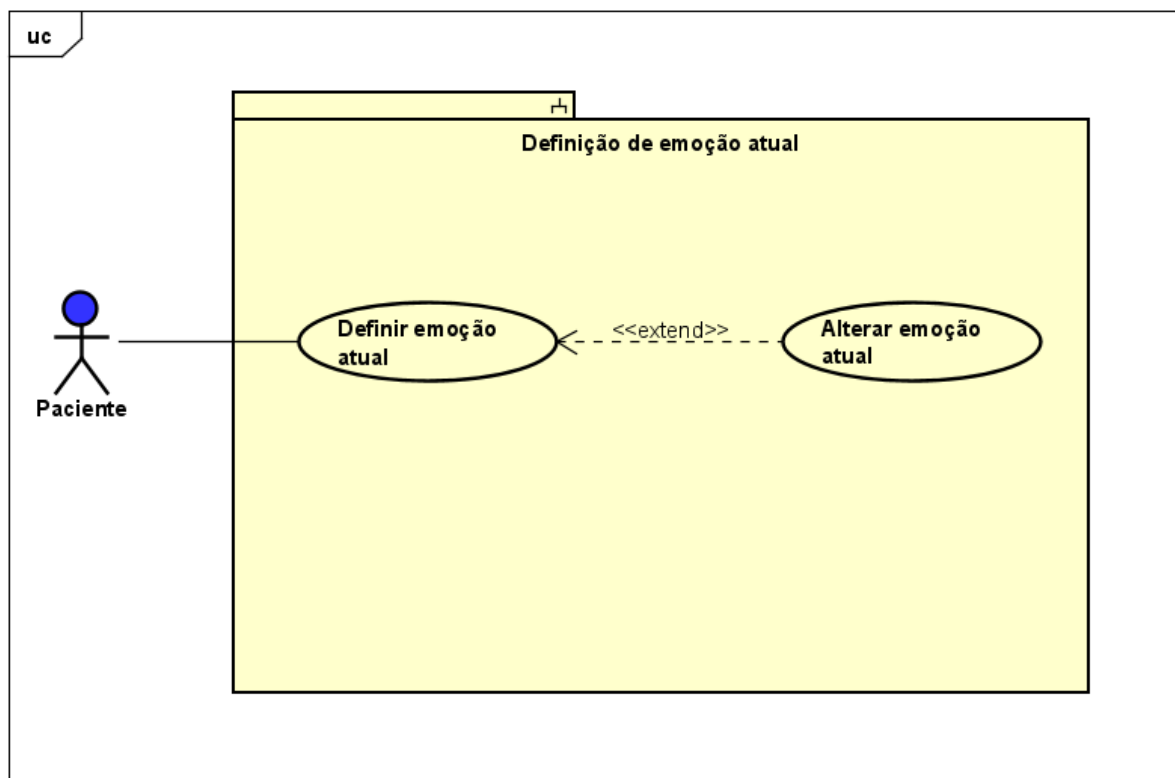 uc
Definição de emoção atual
Definir emoção
atual
<<extend>>
Alterar emoção
atual
Paciente